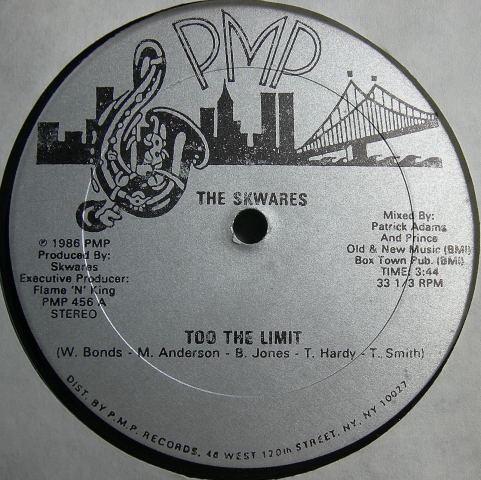 PMP
THE SKWARES
℗ 1986 PMP
Produced By:
Skwares
Executive Producer:
Flame 'N' King
PMP 456 A
STEREO
Mixed By:
Patrick Adams
And Prince
Old & New Music (BMI)
Box Town Pub. (BMI)
TIME: 3:44
33 1/3 RPM
TOO THE LIMIT
(W. Bonds - M. Anderson - B. Jones - T. Hardy - T. Smith)
DIST. BY P.M.P. RECORDS, 48 WEST 120th STREET, NY, NY 10027